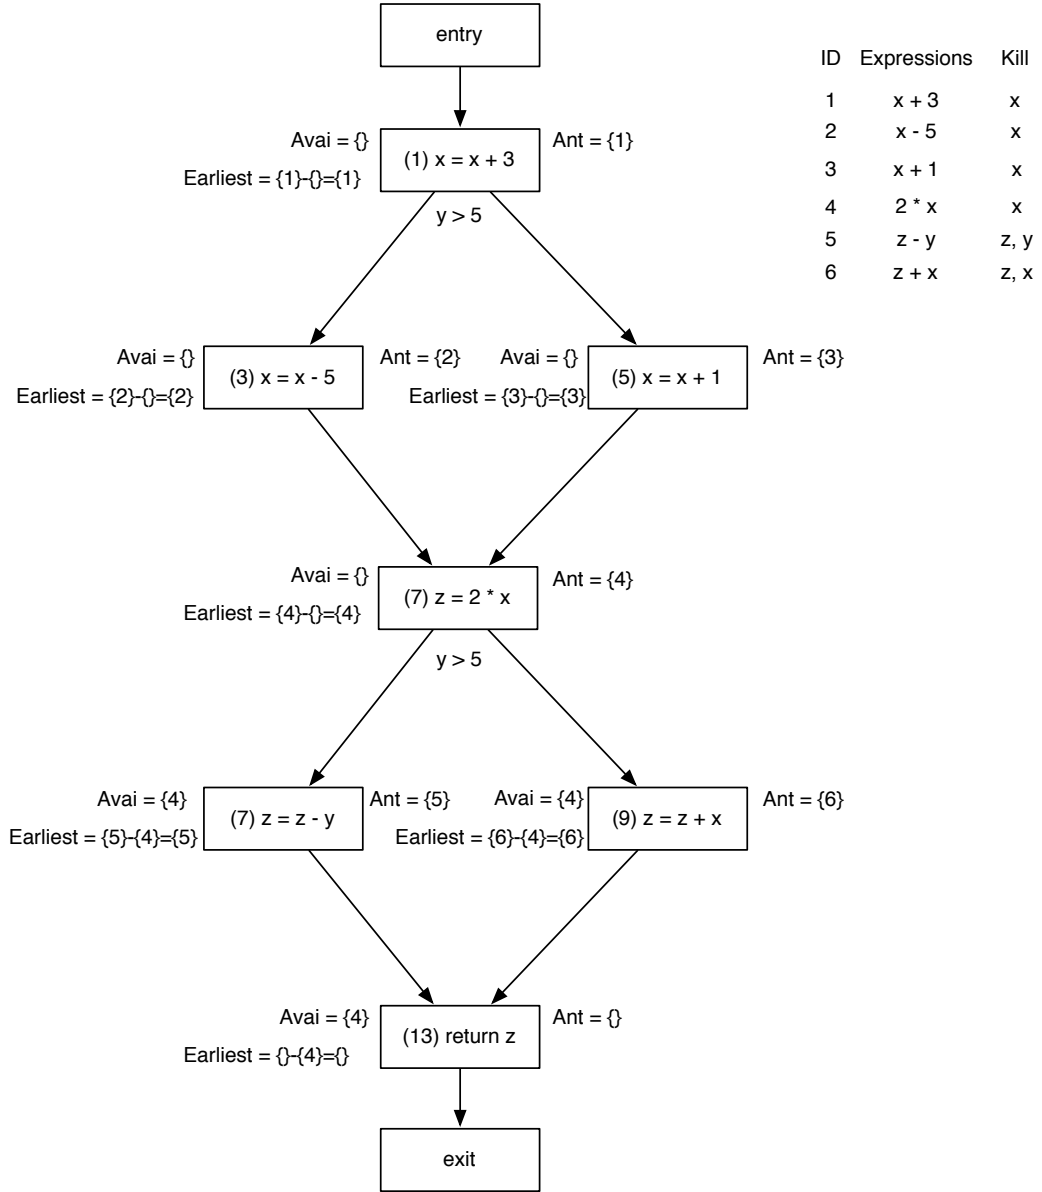 entry
ID Expressions Kill
1 x + 3 x
2 x - 5 x
3 x + 1 x
4 2 * x x
5 z - y z, y
6 z + x z, x
Avai = {}
(1) x = x + 3
Ant = {1}
Earliest = {1}-{}={1}
y > 5
Avai = {}
(3) x = x - 5
Ant = {2}
Earliest = {2}-{}={2}
Avai = {}
(5) x = x + 1
Ant = {3}
Earliest = {3}-{}={3}
Avai = {}
(7) z = 2 * x
Ant = {4}
Earliest = {4}-{}={4}
y > 5
Avai = {4}
(7) z = z - y
Ant = {5}
Earliest = {5}-{4}={5}
Avai = {4}
(9) z = z + x
Ant = {6}
Earliest = {6}-{4}={6}
Avai = {4}
(13) return z
Ant = {}
Earliest = {}-{4}={}
exit